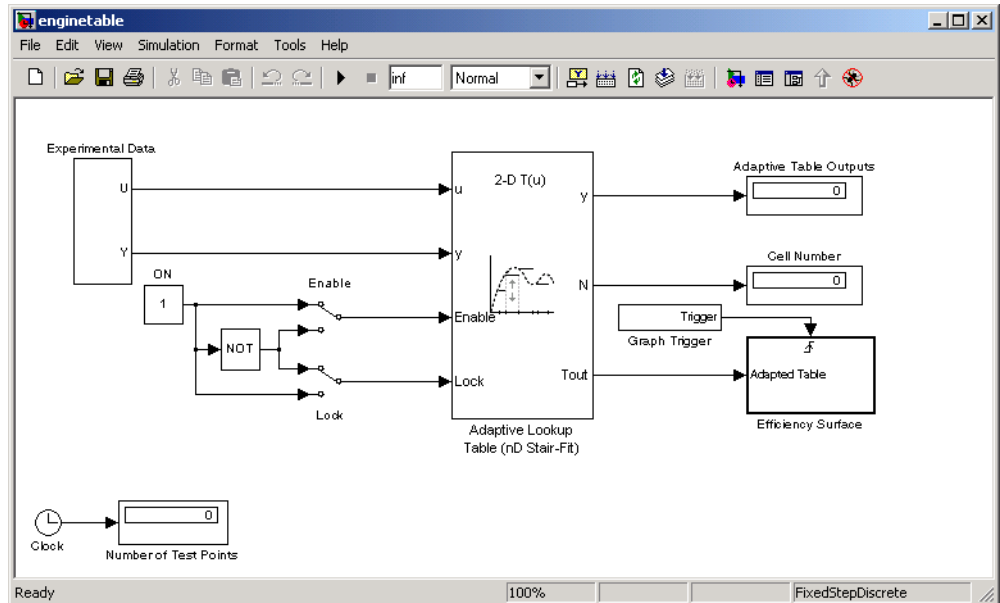 enginetable
File Edit View Simulation Format Tools Help
inf Normal
Experimental Data
U
Y
ON
1
NOT
Enable
Lock
2-D T(u)
u
y
Enable
Lock
y
N
Tout
Adaptive Lookup
Table (nD Stair-Fit)
Adaptive Table Outputs
0
Cell Number
0
Trigger
Graph Trigger
Adapted Table
Efficiency Surface
Clock
0
Number of Test Points
Ready 100% FixedStepDiscrete